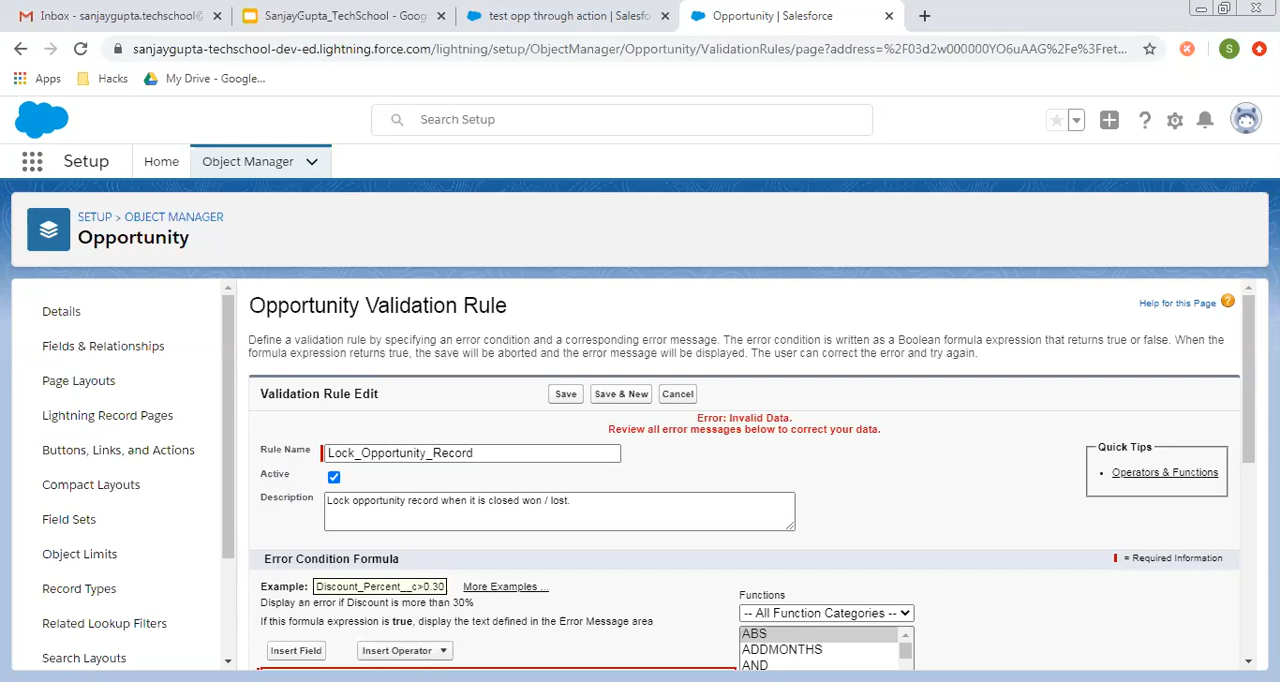 Inbox - sanjaygupta.techschool@
SanjayGupta_TechSchool - Goog
test opp through action | Salesfo
Opportunity | Salesforce
sanjaygupta-techschool-dev-ed.lightning.force.com/lightning/setup/ObjectManager/Opportunity/ValidationRules/page?address=%2F03d2w000000YO6uAAG%2Fe%3Fret...
S
Apps
Hacks
My Drive - Google...
Search Setup
Setup
Home
Object Manager
SETUP > OBJECT MANAGER
Opportunity
Details
Fields & Relationships
Page Layouts
Lightning Record Pages
Buttons, Links, and Actions
Compact Layouts
Field Sets
Object Limits
Record Types
Related Lookup Filters
Search Layouts
Opportunity Validation Rule
Help for this Page
Define a validation rule by specifying an error condition and a corresponding error message. The error condition is written as a Boolean formula expression that returns true or false. When the
formula expression returns true, the save will be aborted and the error message will be displayed. The user can correct the error and try again.
Validation Rule Edit
Save
Save & New
Cancel
Error: Invalid Data.
Review all error messages below to correct your data.
Rule Name
Lock_Opportunity_Record
Active
Description
Lock opportunity record when it is closed won / lost.
Quick Tips
• Operators & Functions
Error Condition Formula
= Required Information
Example: Discount_Percent__c>0.30 More Examples ...
Display an error if Discount is more than 30%
If this formula expression is true, display the text defined in the Error Message area
Insert Field
Insert Operator
Functions
-- All Function Categories --
ABS
ADDMONTHS
AND